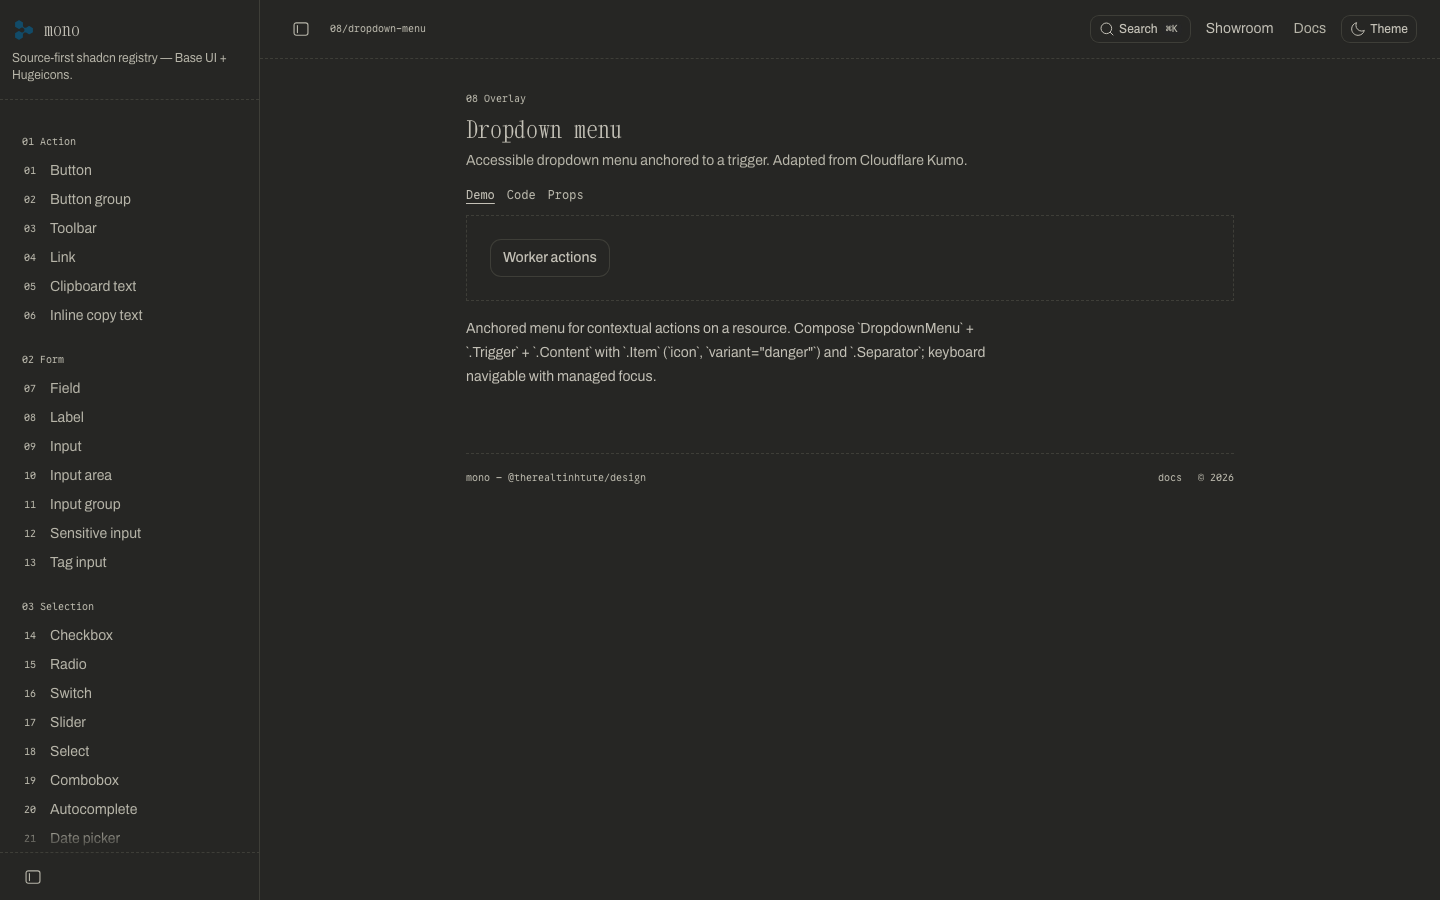 mono
Source-first shadcn registry — Base UI +
Hugeicons.
01 Action
01 Button
02 Button group
03 Toolbar
04 Link
05 Clipboard text
06 Inline copy text
02 Form
07 Field
08 Label
09 Input
10 Input area
11 Input group
12 Sensitive input
13 Tag input
03 Selection
14 Checkbox
15 Radio
16 Switch
17 Slider
18 Select
19 Combobox
20 Autocomplete
21 Date picker
08/dropdown-menu
Search ⌘K
Showroom
Docs
Theme
08 Overlay
Dropdown menu
Accessible dropdown menu anchored to a trigger. Adapted from Cloudflare Kumo.
Demo Code Props
Worker actions
Anchored menu for contextual actions on a resource. Compose `DropdownMenu` +
`.Trigger` + `.Content` with `.Item` (`icon`, `variant="danger"`) and `.Separator`; keyboard
navigable with managed focus.
mono — @therealtinhtute/design
docs © 2026